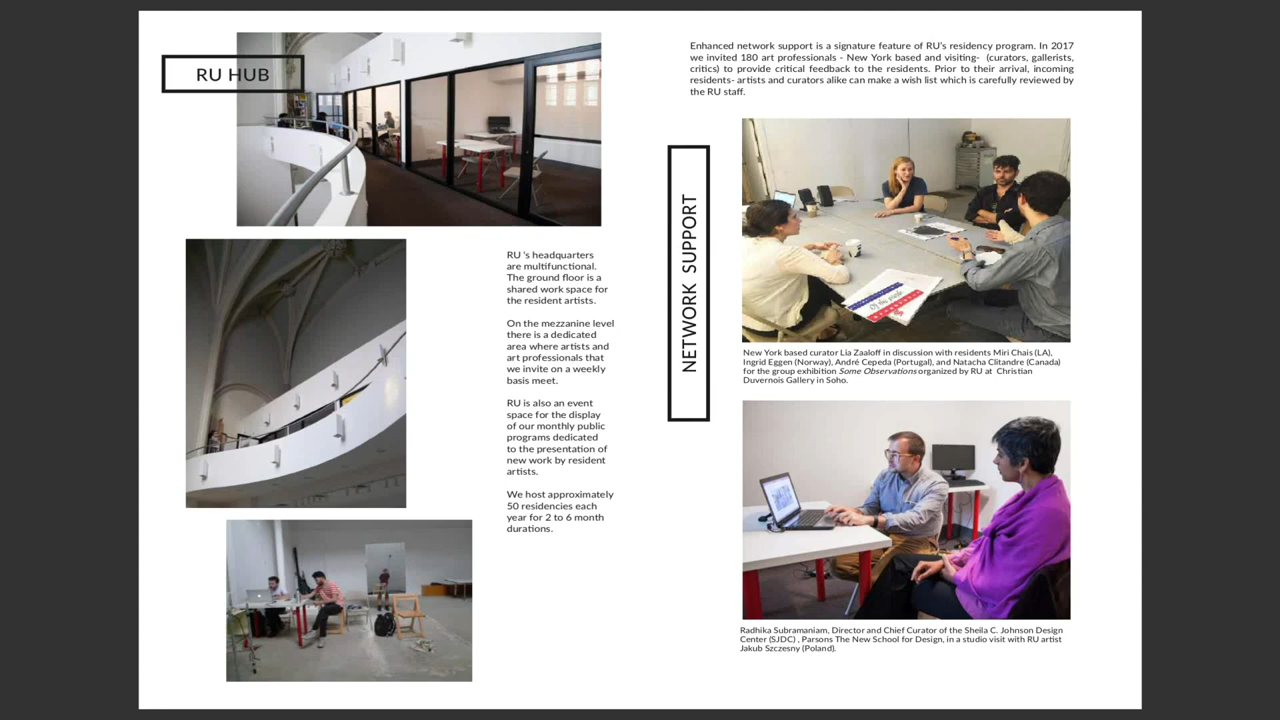 RU HUB
RU 's headquarters
are multifunctional.
The ground floor is a
shared work space for
the resident artists.
On the mezzanine level
there is a dedicated
area where artists and
art professionals that
we invite on a weekly
basis meet.
RU is also an event
space for the display
of our monthly public
programs dedicated
to the presentation of
new work by resident
artists.
We host approximately
50 residencies each
year for 2 to 6 month
durations.
Enhanced network support is a signature feature of RU's residency program. In 2017
we invited 180 art professionals - New York based and visiting- (curators, gallerists,
critics) to provide critical feedback to the residents. Prior to their arrival, incoming
residents- artists and curators alike can make a wish list which is carefully reviewed by
the RU staff.
NETWORK SUPPORT
New York based curator Lia Zaaloff in discussion with residents Miri Chais (LA),
Ingrid Eggen (Norway), André Cepeda (Portugal), and Natacha Clitandre (Canada)
for the group exhibition Some Observations organized by RU at Christian
Duvernois Gallery in Soho.
Radhika Subramaniam, Director and Chief Curator of the Sheila C. Johnson Design
Center (SJDC) , Parsons The New School for Design, in a studio visit with RU artist
Jakub Szczesny (Poland).